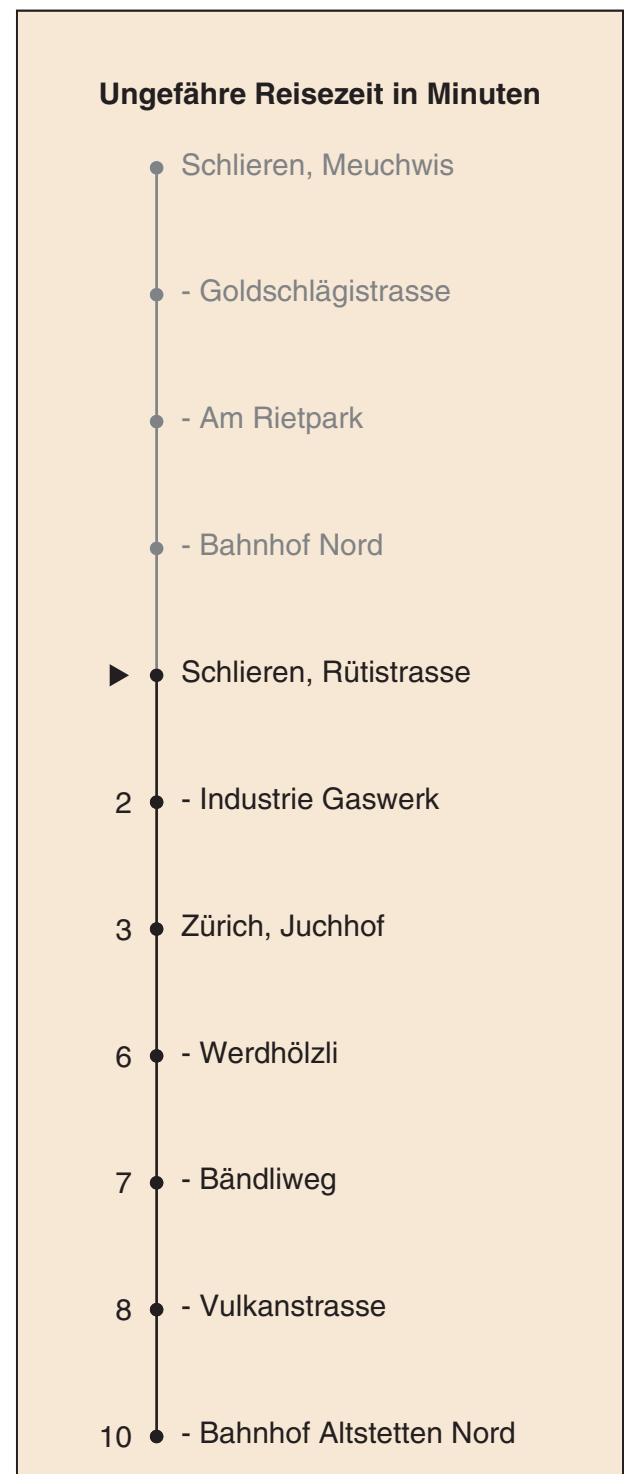 Ungefähre Reisezeit in Minuten
Schlieren, Meuchwis
- Goldschlägistrasse
- Am Rietpark
- Bahnhof Nord
Schlieren, Rütistrasse
2 - Industrie Gaswerk
3 Zürich, Juchhof
6 - Werdhölzli
7 - Bändliweg
8 - Vulkanstrasse
10 - Bahnhof Altstetten Nord